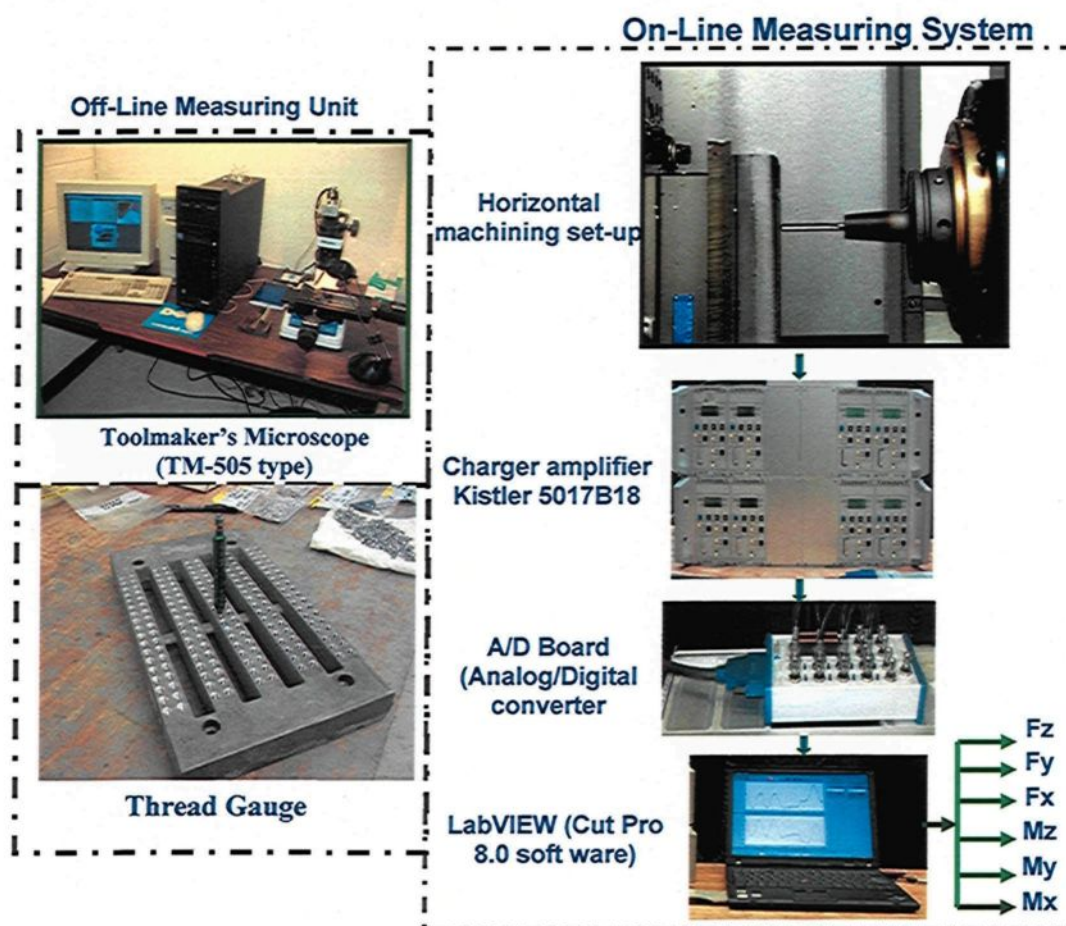 On-Line Measuring System
Off-Line Measuring Unit
Horizontal
machining set-up
Toolmaker's Microscope
(TM-505 type)
Charger amplifier
Kistler 5017B18
A/D Board
(Analog/Digital
converter
Thread Gauge
LabVIEW (Cut Pro
8.0 soft ware)
Fz
Fy
Fx
Mz
My
Mx